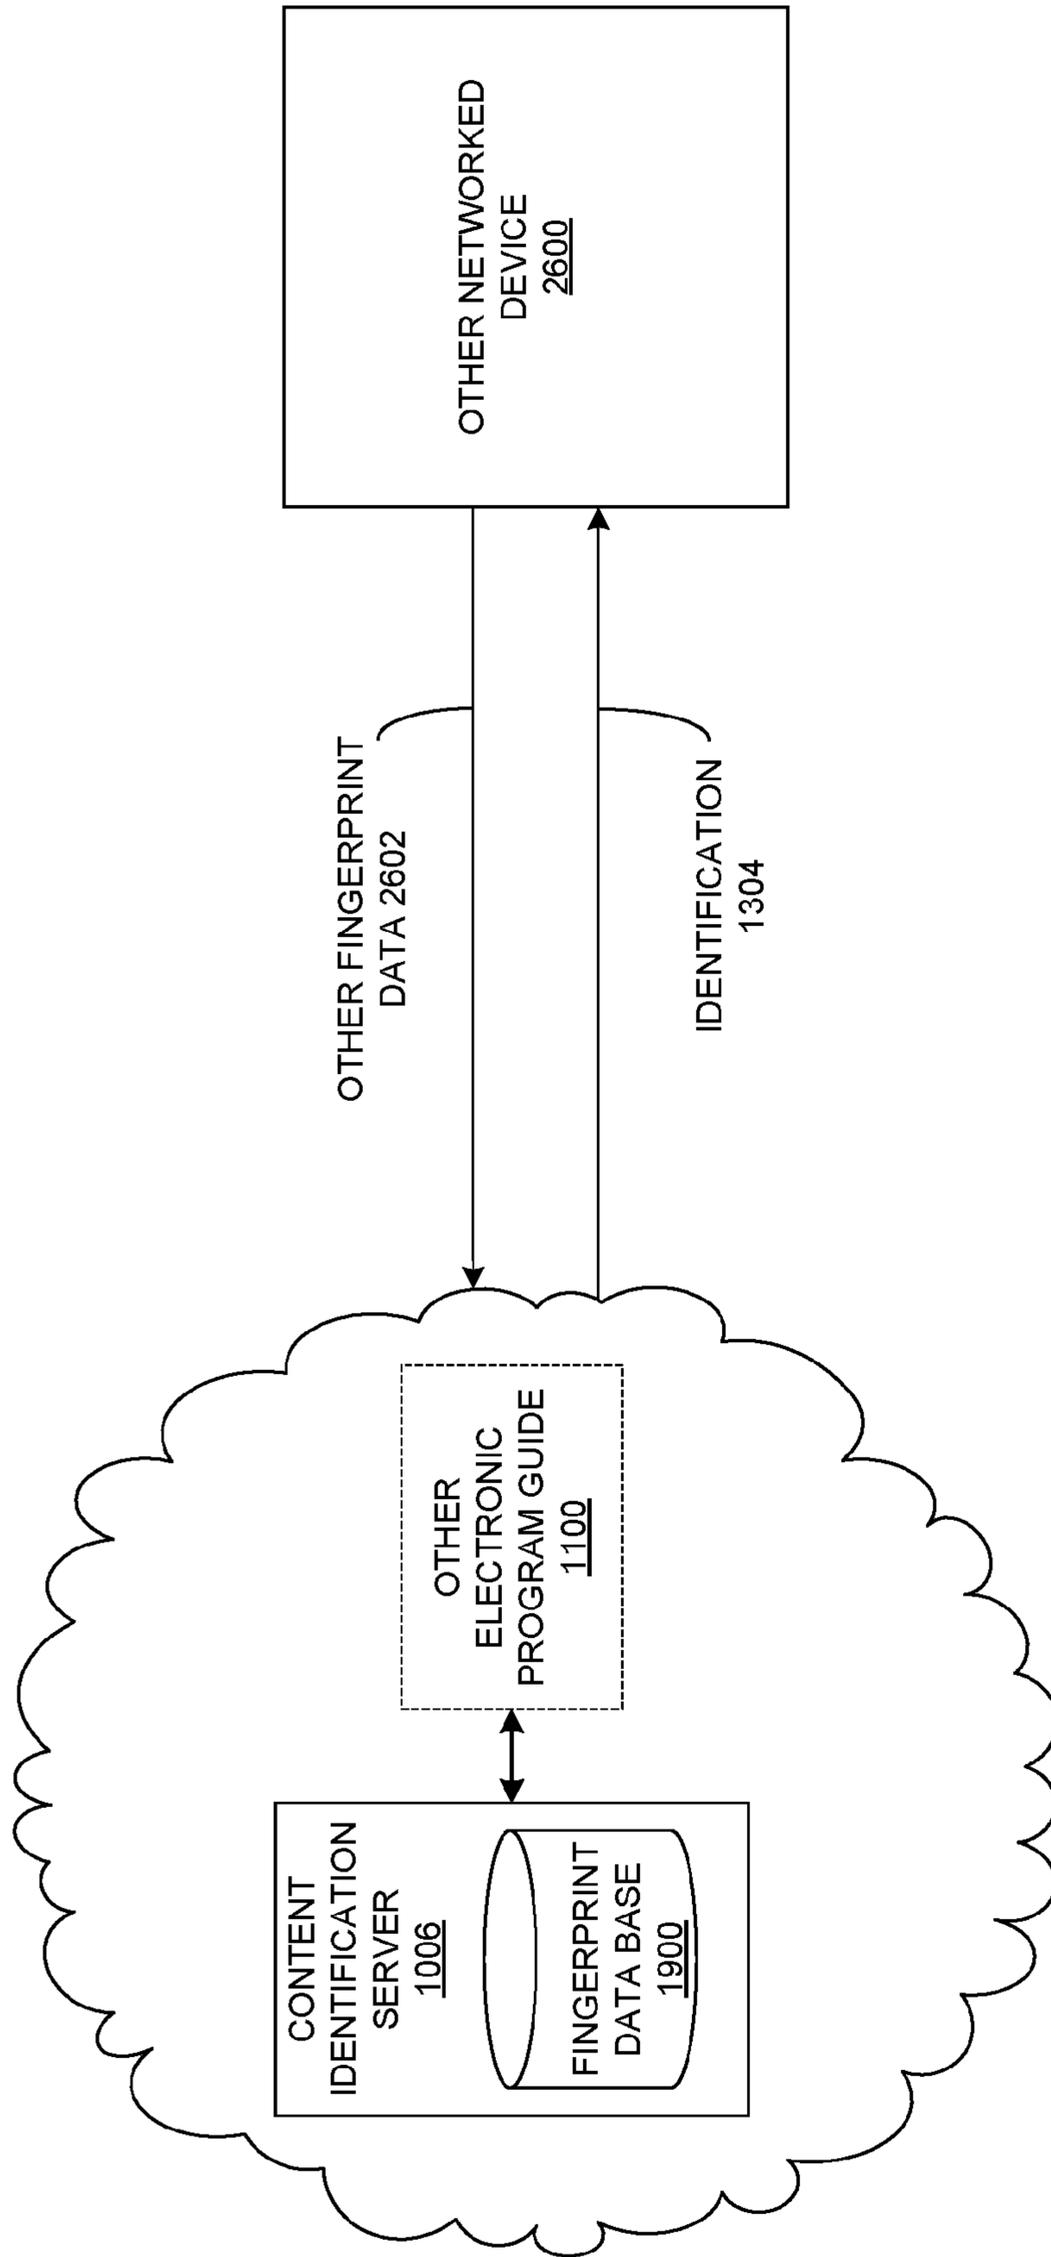 CONTENT
IDENTIFICATION
SERVER
1006
FINGERPRINT
DATA BASE
1900
OTHER
ELECTRONIC
PROGRAM GUIDE
1100
OTHER FINGERPRINT
DATA 2602
IDENTIFICATION
1304
OTHER NETWORKED
DEVICE
2600